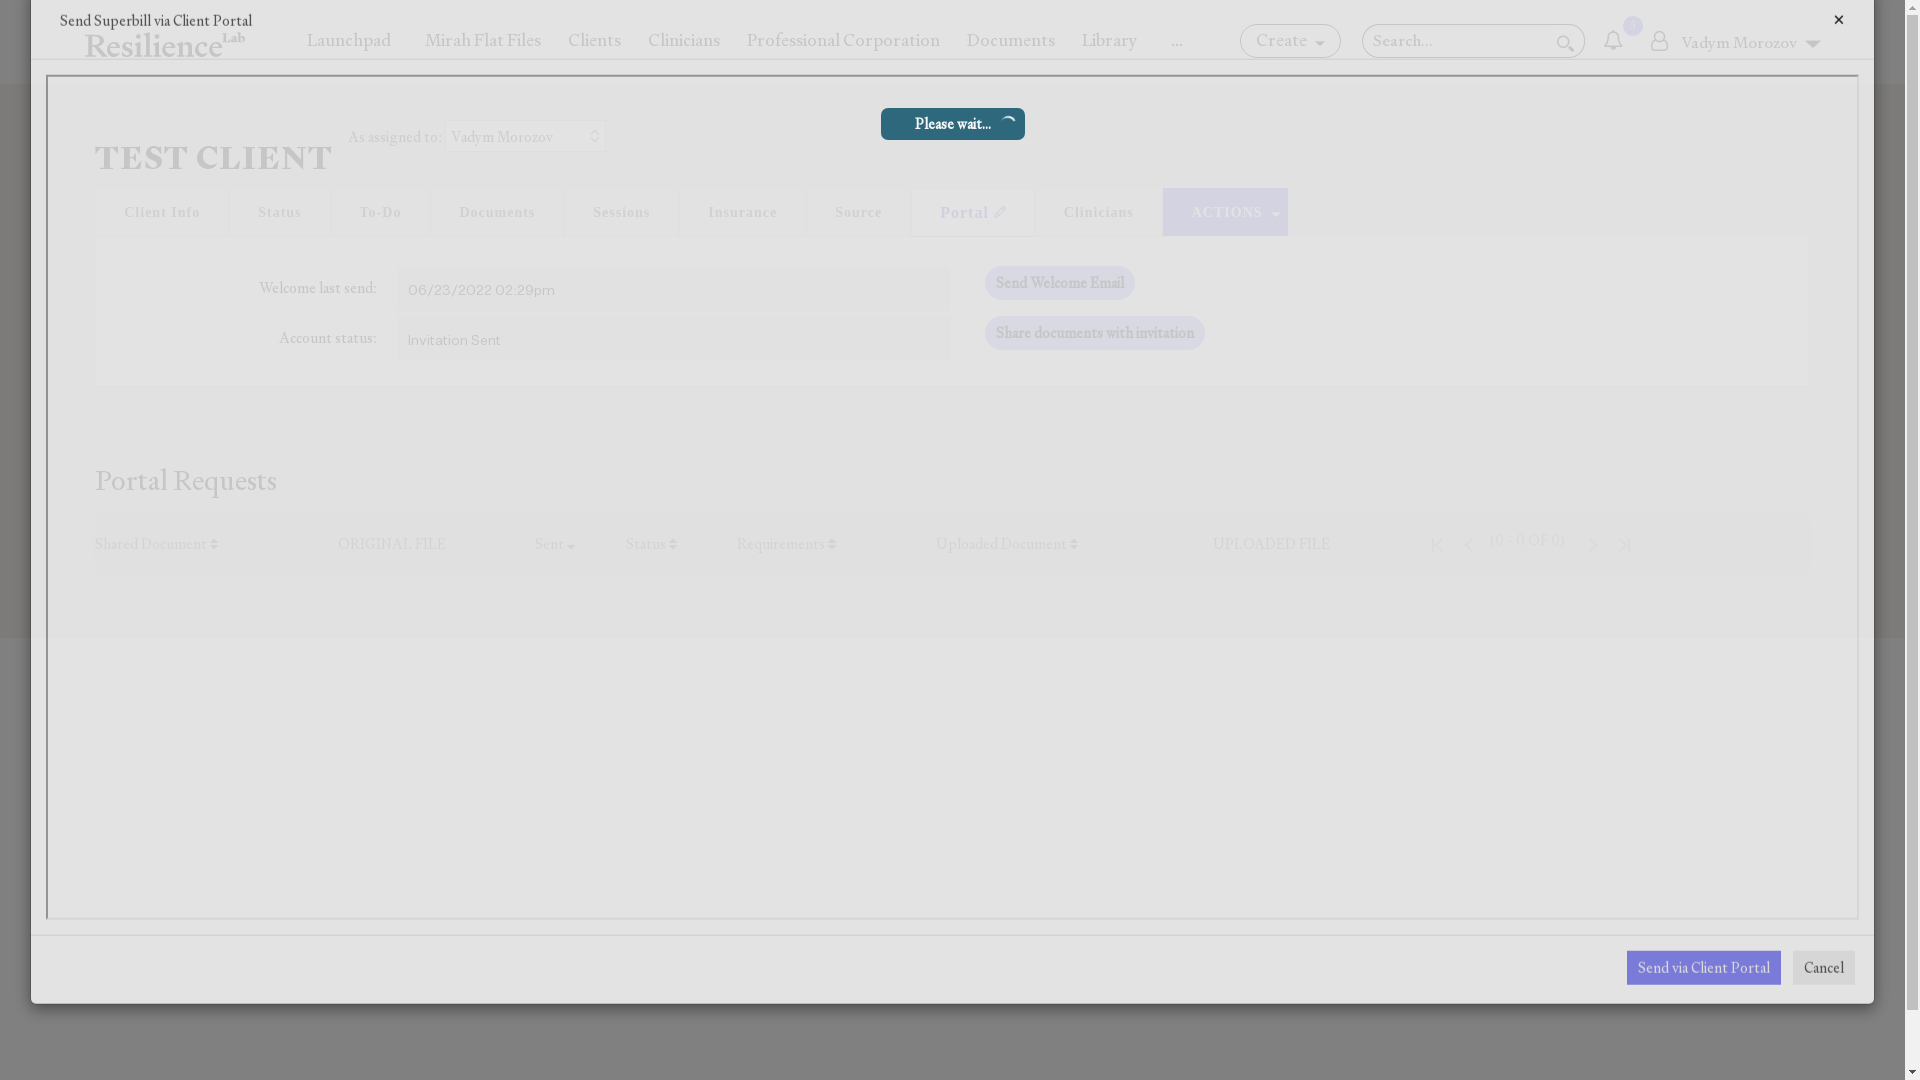 Send Superbill via Client Portal ×
ResilienceLab Launchpad Mirah Flat Files Clients Clinicians Professional Corporation Documents Library ... Create Search... Vadym Morozov
Please wait...
As assigned to: Vadym Morozov
TEST CLIENT
Client Info Status To-Do Documents Sessions Insurance Source Portal Clinicians ACTIONS
Welcome last send: 06/23/2022 02:29pm Send Welcome Email
Account status: Invitation Sent Share documents with invitation
Portal Requests
Shared Document ORIGINAL FILE Sent Status Requirements Uploaded Document UPLOADED FILE (0 - 0 OF 0)
Send via Client Portal Cancel